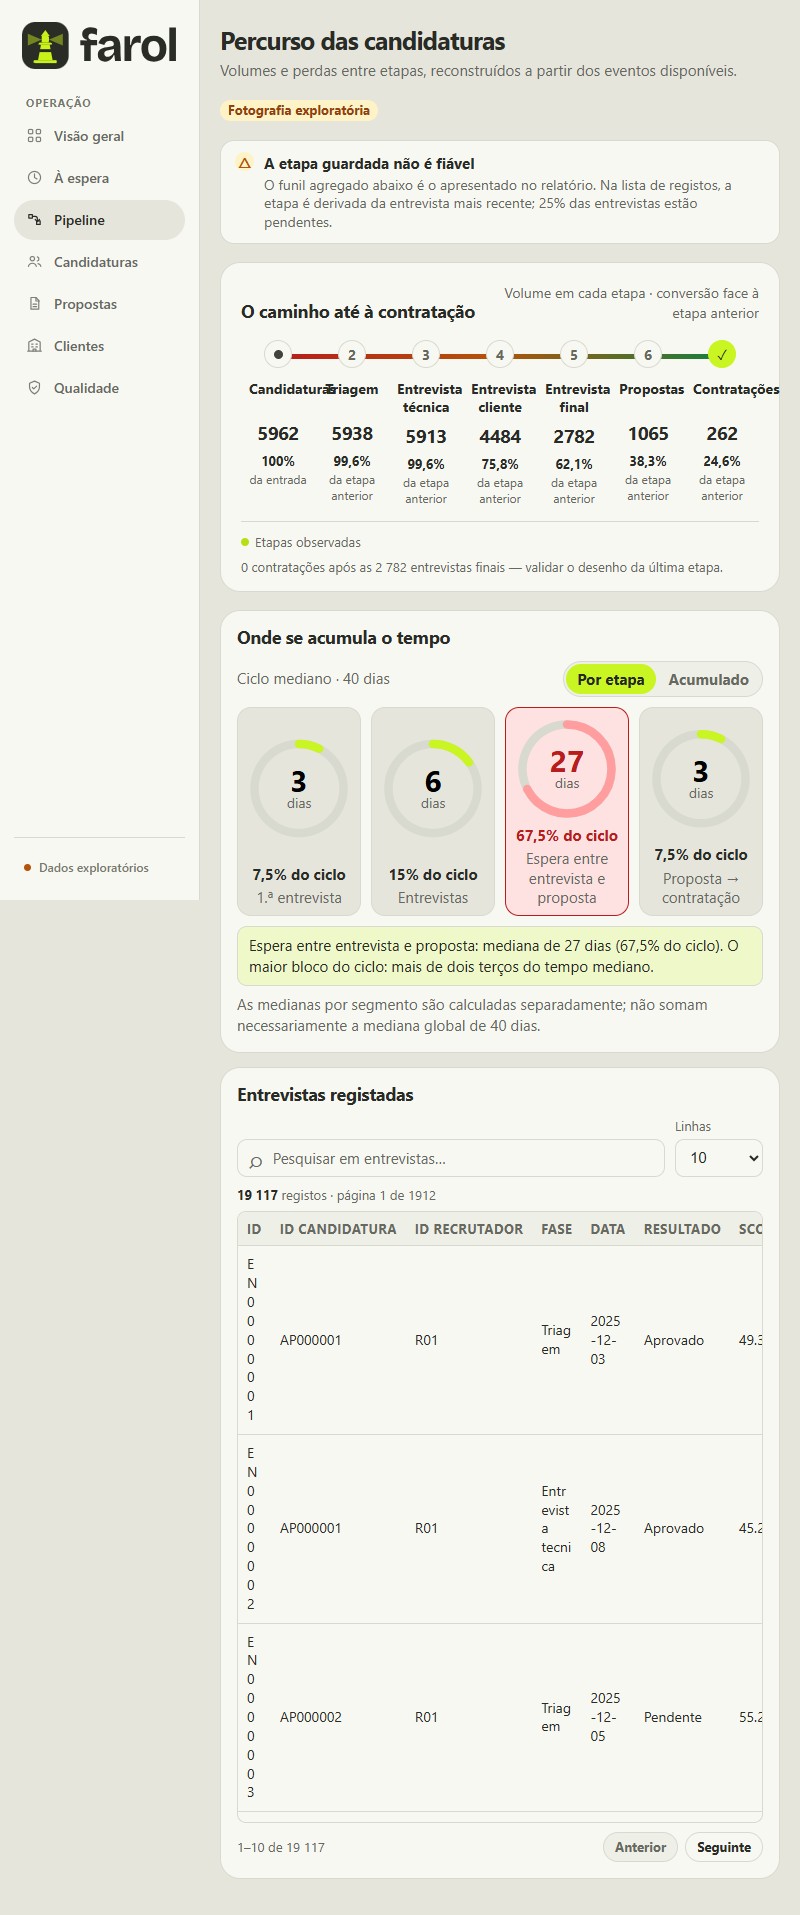 farol
OPERAÇÃO
Visão geral
À espera
Pipeline
Candidaturas
Propostas
Clientes
Qualidade
Dados exploratórios
Percurso das candidaturas
Volumes e perdas entre etapas, reconstruídos a partir dos eventos disponíveis.
Fotografia exploratória
A etapa guardada não é fiável
O funil agregado abaixo é o apresentado no relatório. Na lista de registos, a
etapa é derivada da entrevista mais recente; 25% das entrevistas estão
pendentes.
O caminho até à contratação
Volume em cada etapa · conversão face à
etapa anterior
2 3 4 5 6 ✓
Candidaturas Triagem Entrevista técnica Entrevista cliente Entrevista final Propostas Contratações
5962 5938 5913 4484 2782 1065 262
100% 99,6% 99,6% 75,8% 62,1% 38,3% 24,6%
da entrada da etapa anterior da etapa anterior da etapa anterior da etapa anterior da etapa anterior da etapa anterior
Etapas observadas
0 contratações após as 2 782 entrevistas finais — validar o desenho da última etapa.
Onde se acumula o tempo
Ciclo mediano · 40 dias
Por etapa Acumulado
3
dias
7,5% do ciclo
1.ª entrevista
6
dias
15% do ciclo
Entrevistas
27
dias
67,5% do ciclo
Espera entre
entrevista e
proposta
3
dias
7,5% do ciclo
Proposta →
contratação
Espera entre entrevista e proposta: mediana de 27 dias (67,5% do ciclo). O
maior bloco do ciclo: mais de dois terços do tempo mediano.
As medianas por segmento são calculadas separadamente; não somam
necessariamente a mediana global de 40 dias.
Entrevistas registadas
Linhas
Pesquisar em entrevistas...
10
19 117 registos · página 1 de 1912
ID ID CANDIDATURA ID RECRUTADOR FASE DATA RESULTADO SCO
EN0000001 AP000001 R01 Triagem 2025-12-03 Aprovado 49.3
EN0000002 AP000001 R01 Entrevista tecnica 2025-12-08 Aprovado 45.2
EN0000003 AP000002 R01 Triagem 2025-12-05 Pendente 55.2
1–10 de 19 117
Anterior Seguinte